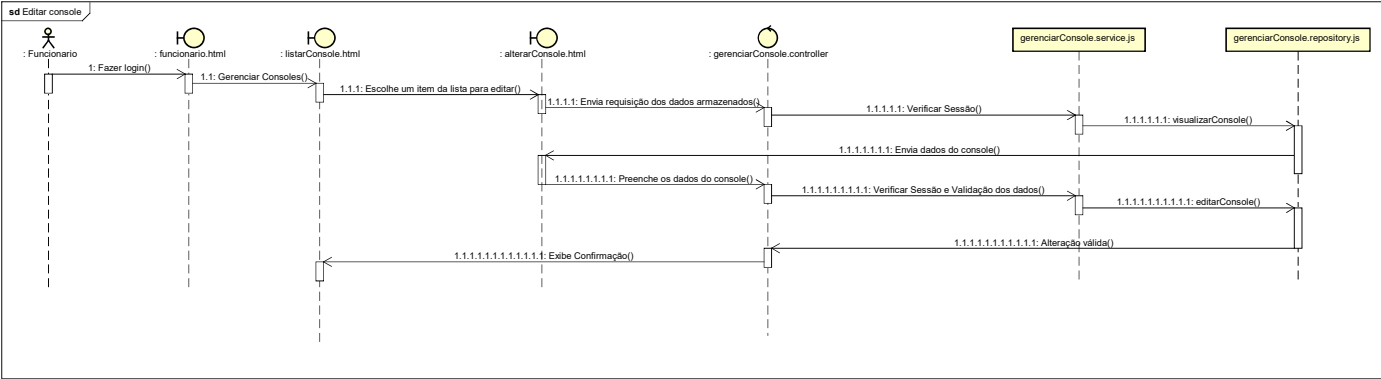 sd Editar console
: Funcionario
: funcionario.html
: listarConsole.html
: alterarConsole.html
: gerenciarConsole.controller
gerenciarConsole.service.js
gerenciarConsole.repository.js
1: Fazer login()
1.1: Gerenciar Consoles()
1.1.1: Escolhe um item da lista para editar()
1.1.1.1: Envia requisição dos dados armazenados()
1.1.1.1.1: Verificar Sessão()
1.1.1.1.1.1: visualizarConsole()
1.1.1.1.1.1.1: Envia dados do console()
1.1.1.1.1.1.1.1: Preenche os dados do console()
1.1.1.1.1.1.1.1.1: Verificar Sessão e Validação dos dados()
1.1.1.1.1.1.1.1.1.1: editarConsole()
1.1.1.1.1.1.1.1.1.1.1: Alteração válida()
1.1.1.1.1.1.1.1.1.1.1.1: Exibe Confirmação()